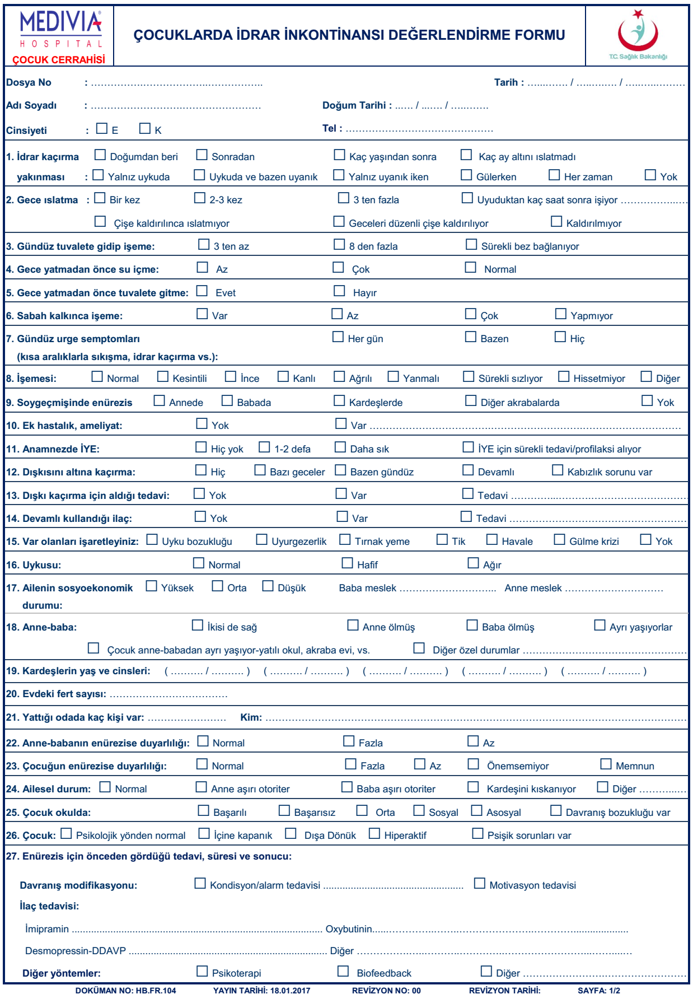 MEDIVIA®
HOSPITAL
ÇOCUK CERRAHİSİ
ÇOCUKLARDA İDRAR İNKONTİNANSI DEĞERLENDİRME FORMU
T.C. Sağlık Bakanlığı
Dosya No : …………………………………………….. Tarih : …...……. / …..…..…. / …..…...………
Adı Soyadı : …………………………………………… Doğum Tarihi : ...…. / ...…. / …..…….
Cinsiyeti : ☐ E ☐ K Tel : ………………………………………
1. İdrar kaçırma ☐ Doğumdan beri ☐ Sonradan ☐ Kaç yaşından sonra ☐ Kaç ay altını ıslatmadı
yakınması : ☐ Yalnız uykuda ☐ Uykuda ve bazen uyanık ☐ Yalnız uyanık iken ☐ Gülerken ☐ Her zaman ☐ Yok
2. Gece ıslatma : ☐ Bir kez ☐ 2-3 kez ☐ 3 ten fazla ☐ Uyuduktan kaç saat sonra işiyor ……………...….
☐ Çişe kaldırılınca ıslatmıyor ☐ Geceleri düzenli çişe kaldırılıyor ☐ Kaldırılmıyor
3. Gündüz tuvalete gidip işeme: ☐ 3 ten az ☐ 8 den fazla ☐ Sürekli bez bağlanıyor
4. Gece yatmadan önce su içme: ☐ Az ☐ Çok ☐ Normal
5. Gece yatmadan önce tuvalete gitme: ☐ Evet ☐ Hayır
6. Sabah kalkınca işeme: ☐ Var ☐ Az ☐ Çok ☐ Yapmıyor
7. Gündüz urge semptomları ☐ Her gün ☐ Bazen ☐ Hiç
(kısa aralıklarla sıkışma, idrar kaçırma vs.):
8. İşemesi: ☐ Normal ☐ Kesintili ☐ İnce ☐ Kanlı ☐ Ağrılı ☐ Yanmalı ☐ Sürekli sızlıyor ☐ Hissetmiyor ☐ Diğer
9. Soygeçmişinde enürezis ☐ Annede ☐ Babada ☐ Kardeşlerde ☐ Diğer akrabalarda ☐ Yok
10. Ek hastalık, ameliyat: ☐ Yok ☐ Var ……………………………………………………………………………
11. Anamnezde İYE: ☐ Hiç yok ☐ 1-2 defa ☐ Daha sık ☐ İYE için sürekli tedavi/profilaksi alıyor
12. Dışkısını altına kaçırma: ☐ Hiç ☐ Bazı geceler ☐ Bazen gündüz ☐ Devamlı ☐ Kabızlık sorunu var
13. Dışkı kaçırma için aldığı tedavi: ☐ Yok ☐ Var ☐ Tedavi …………...………………………………
14. Devamlı kullandığı ilaç: ☐ Yok ☐ Var ☐ Tedavi ………………………………………………
15. Var olanları işaretleyiniz: ☐ Uyku bozukluğu ☐ Uyurgezerlik ☐ Tırnak yeme ☐ Tik ☐ Havale ☐ Gülme krizi ☐ Yok
16. Uykusu: ☐ Normal ☐ Hafif ☐ Ağır
17. Ailenin sosyoekonomik ☐ Yüksek ☐ Orta ☐ Düşük Baba meslek ………………………... Anne meslek …………………………
durumu:
18. Anne-baba: ☐ İkisi de sağ ☐ Anne ölmüş ☐ Baba ölmüş ☐ Ayrı yaşıyorlar
☐ Çocuk anne-babadan ayrı yaşıyor-yatılı okul, akraba evi, vs. ☐ Diğer özel durumlar ……………………………………………
19. Kardeşlerin yaş ve cinsleri: ( ………. / ………. ) ( ………. / ………. ) ( ………. / ………. ) ( ………. / ………. ) ( ………. / ………. )
20. Evdeki fert sayısı: ………………………………
21. Yattığı odada kaç kişi var: …………………… Kim: ………………………………………………………………………………………
22. Anne-babanın enürezise duyarlılığı: ☐ Normal ☐ Fazla ☐ Az
23. Çocuğun enürezise duyarlılığı: ☐ Normal ☐ Fazla ☐ Az ☐ Önemsemiyor ☐ Memnun
24. Ailesel durum: ☐ Normal ☐ Anne aşırı otoriter ☐ Baba aşırı otoriter ☐ Kardeşini kıskanıyor ☐ Diğer ………...….
25. Çocuk okulda: ☐ Başarılı ☐ Başarısız ☐ Orta ☐ Sosyal ☐ Asosyal ☐ Davranış bozukluğu var
26. Çocuk: ☐ Psikolojik yönden normal ☐ İçine kapanık ☐ Dışa Dönük ☐ Hiperaktif ☐ Psişik sorunları var
27. Enürezis için önceden gördüğü tedavi, süresi ve sonucu:
Davranış modifikasyonu: ☐ Kondisyon/alarm tedavisi ................................................... ☐ Motivasyon tedavisi
İlaç tedavisi:
İmipramin ........................................................................................... Oxybutinin.....…………..……..…………………..…………....................
Desmopressin-DDAVP ........................................................................ Diğer …………………………..………………………………...…......…
Diğer yöntemler: ☐ Psikoterapi ☐ Biofeedback ☐ Diğer ……………………………………………
DOKÜMAN NO: HB.FR.104 YAYIN TARİHİ: 18.01.2017 REVİZYON NO: 00 REVİZYON TARİHİ: SAYFA: 1/2